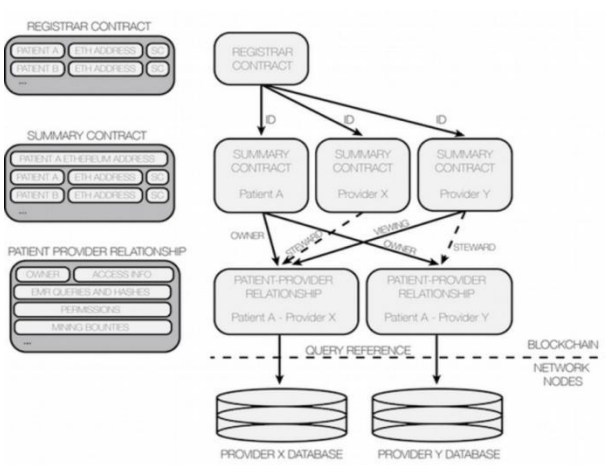 REGISTRAR CONTRACT
PATIENT A ETH ADDRESS SC
PATIENT B ETH ADDRESS SC
...
SUMMARY CONTRACT
PATIENT A ETHEREUM ADDRESS
PATIENT A ETH ADDRESS SC
PATIENT B ETH ADDRESS SC
...
PATIENT PROVIDER RELATIONSHIP
OWNER ACCESS INFO
EMR QUERIES AND HASHES
PERMISSIONS
MINING BOUNTIES
...
REGISTRAR
CONTRACT
ID ID ID
SUMMARY
CONTRACT
Patient A
SUMMARY
CONTRACT
Provider X
SUMMARY
CONTRACT
Provider Y
OWNER STEWARD VIEWING OWNER STEWARD
PATIENT-PROVIDER
RELATIONSHIP
Patient A - Provider X
PATIENT-PROVIDER
RELATIONSHIP
Patient A - Provider Y
QUERY REFERENCE
BLOCKCHAIN
NETWORK
NODES
PROVIDER X DATABASE
PROVIDER Y DATABASE